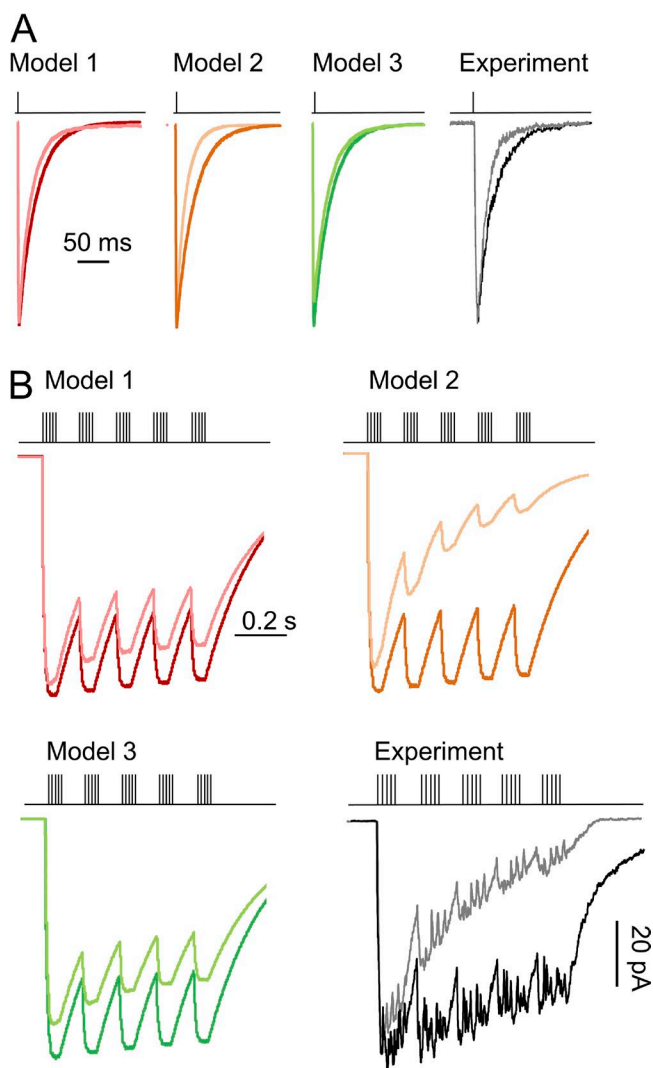 A
Model 1
Model 2
Model 3
Experiment
50 ms
B
Model 1
Model 2
0.2 s
Model 3
Experiment
20 pA